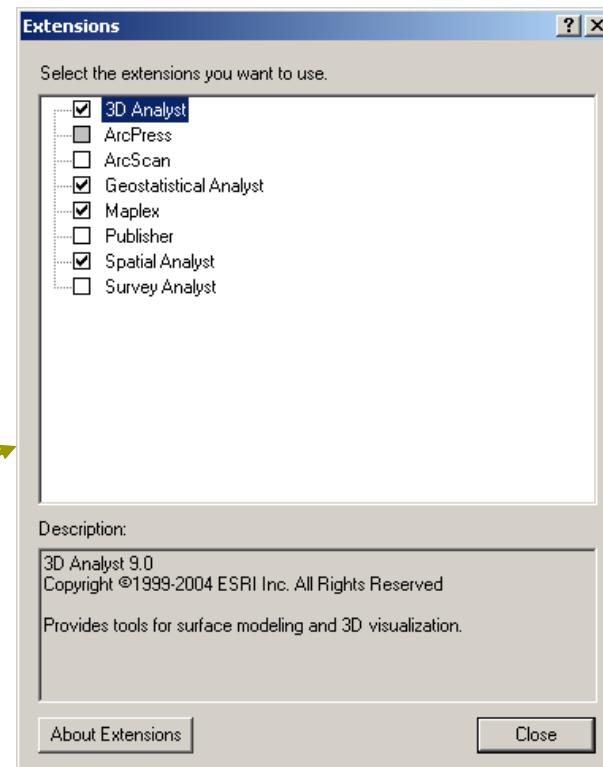 Extensions
Select the extensions you want to use.
3D Analyst
ArcPress
ArcScan
Geostatistical Analyst
Maplex
Publisher
Spatial Analyst
Survey Analyst
Description:
3D Analyst 9.0
Copyright ©1999-2004 ESRI Inc. All Rights Reserved
Provides tools for surface modeling and 3D visualization.
About Extensions
Close